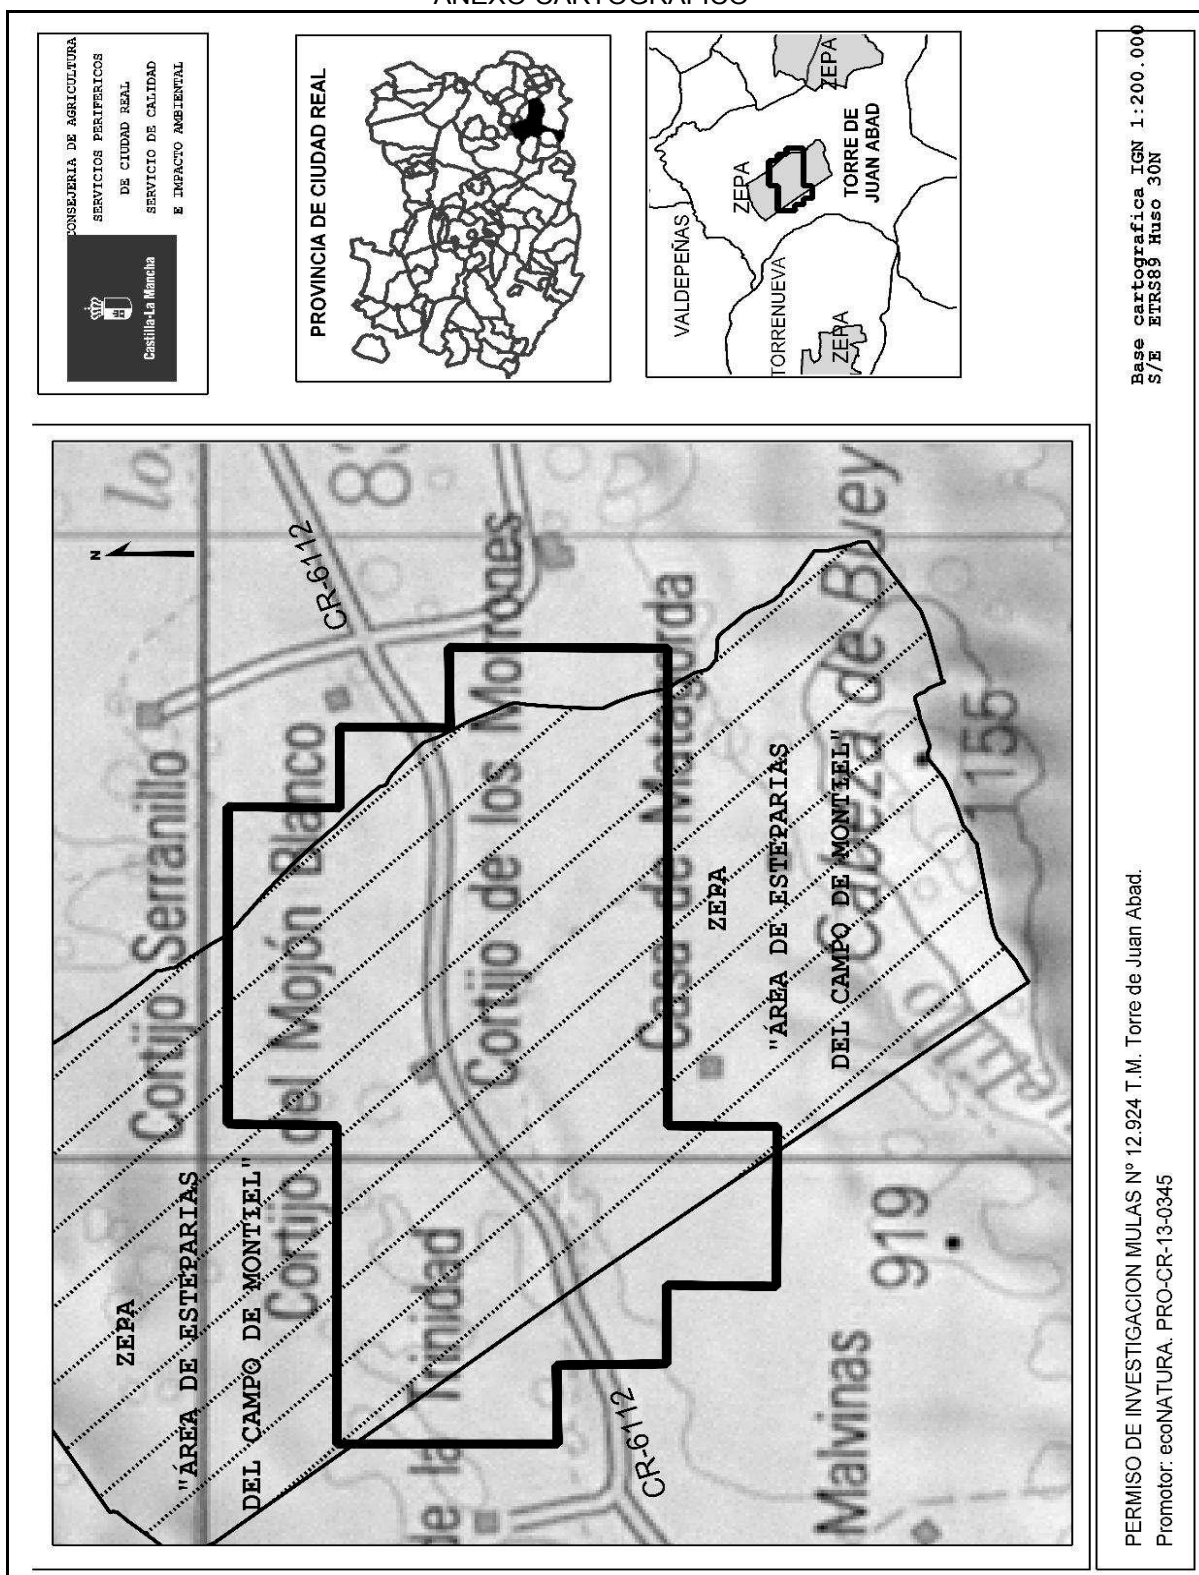 ANEXO CARTOGRÁFICO
CONSEJERIA DE AGRICULTURA
SERVICIOS PERIFERICOS
DE CIUDAD REAL
SERVICIO DE CALIDAD
E IMPACTO AMBIENTAL
Castilla-La Mancha
PROVINCIA DE CIUDAD REAL
VALDEPEÑAS
ZEPA
ZEPA
TORRENUEVA
TORRE DE
JUAN ABAD
ZEPA
N
lo
CR-6112
8
Cortijo Serranillo
ZEPA
"ÁREA DE ESTEPARIAS
DEL CAMPO DE MONTIEL"
Cortijo del Mojón Blanco
de la Trinidad
Cortijo de los Morrones
CR-6112
Casa de Matagorda
ZEPA
"ÁREA DE ESTEPARIAS
DEL CAMPO DE MONTIEL"
Cabeza de Buey
Malvinas
919
1155
PERMISO DE INVESTIGACION MULAS Nº 12.924 T.M. Torre de Juan Abad.
Promotor: ecoNATURA. PRO-CR-13-0345
Base cartografica IGN 1:200.000
S/E ETRS89 Huso 30N